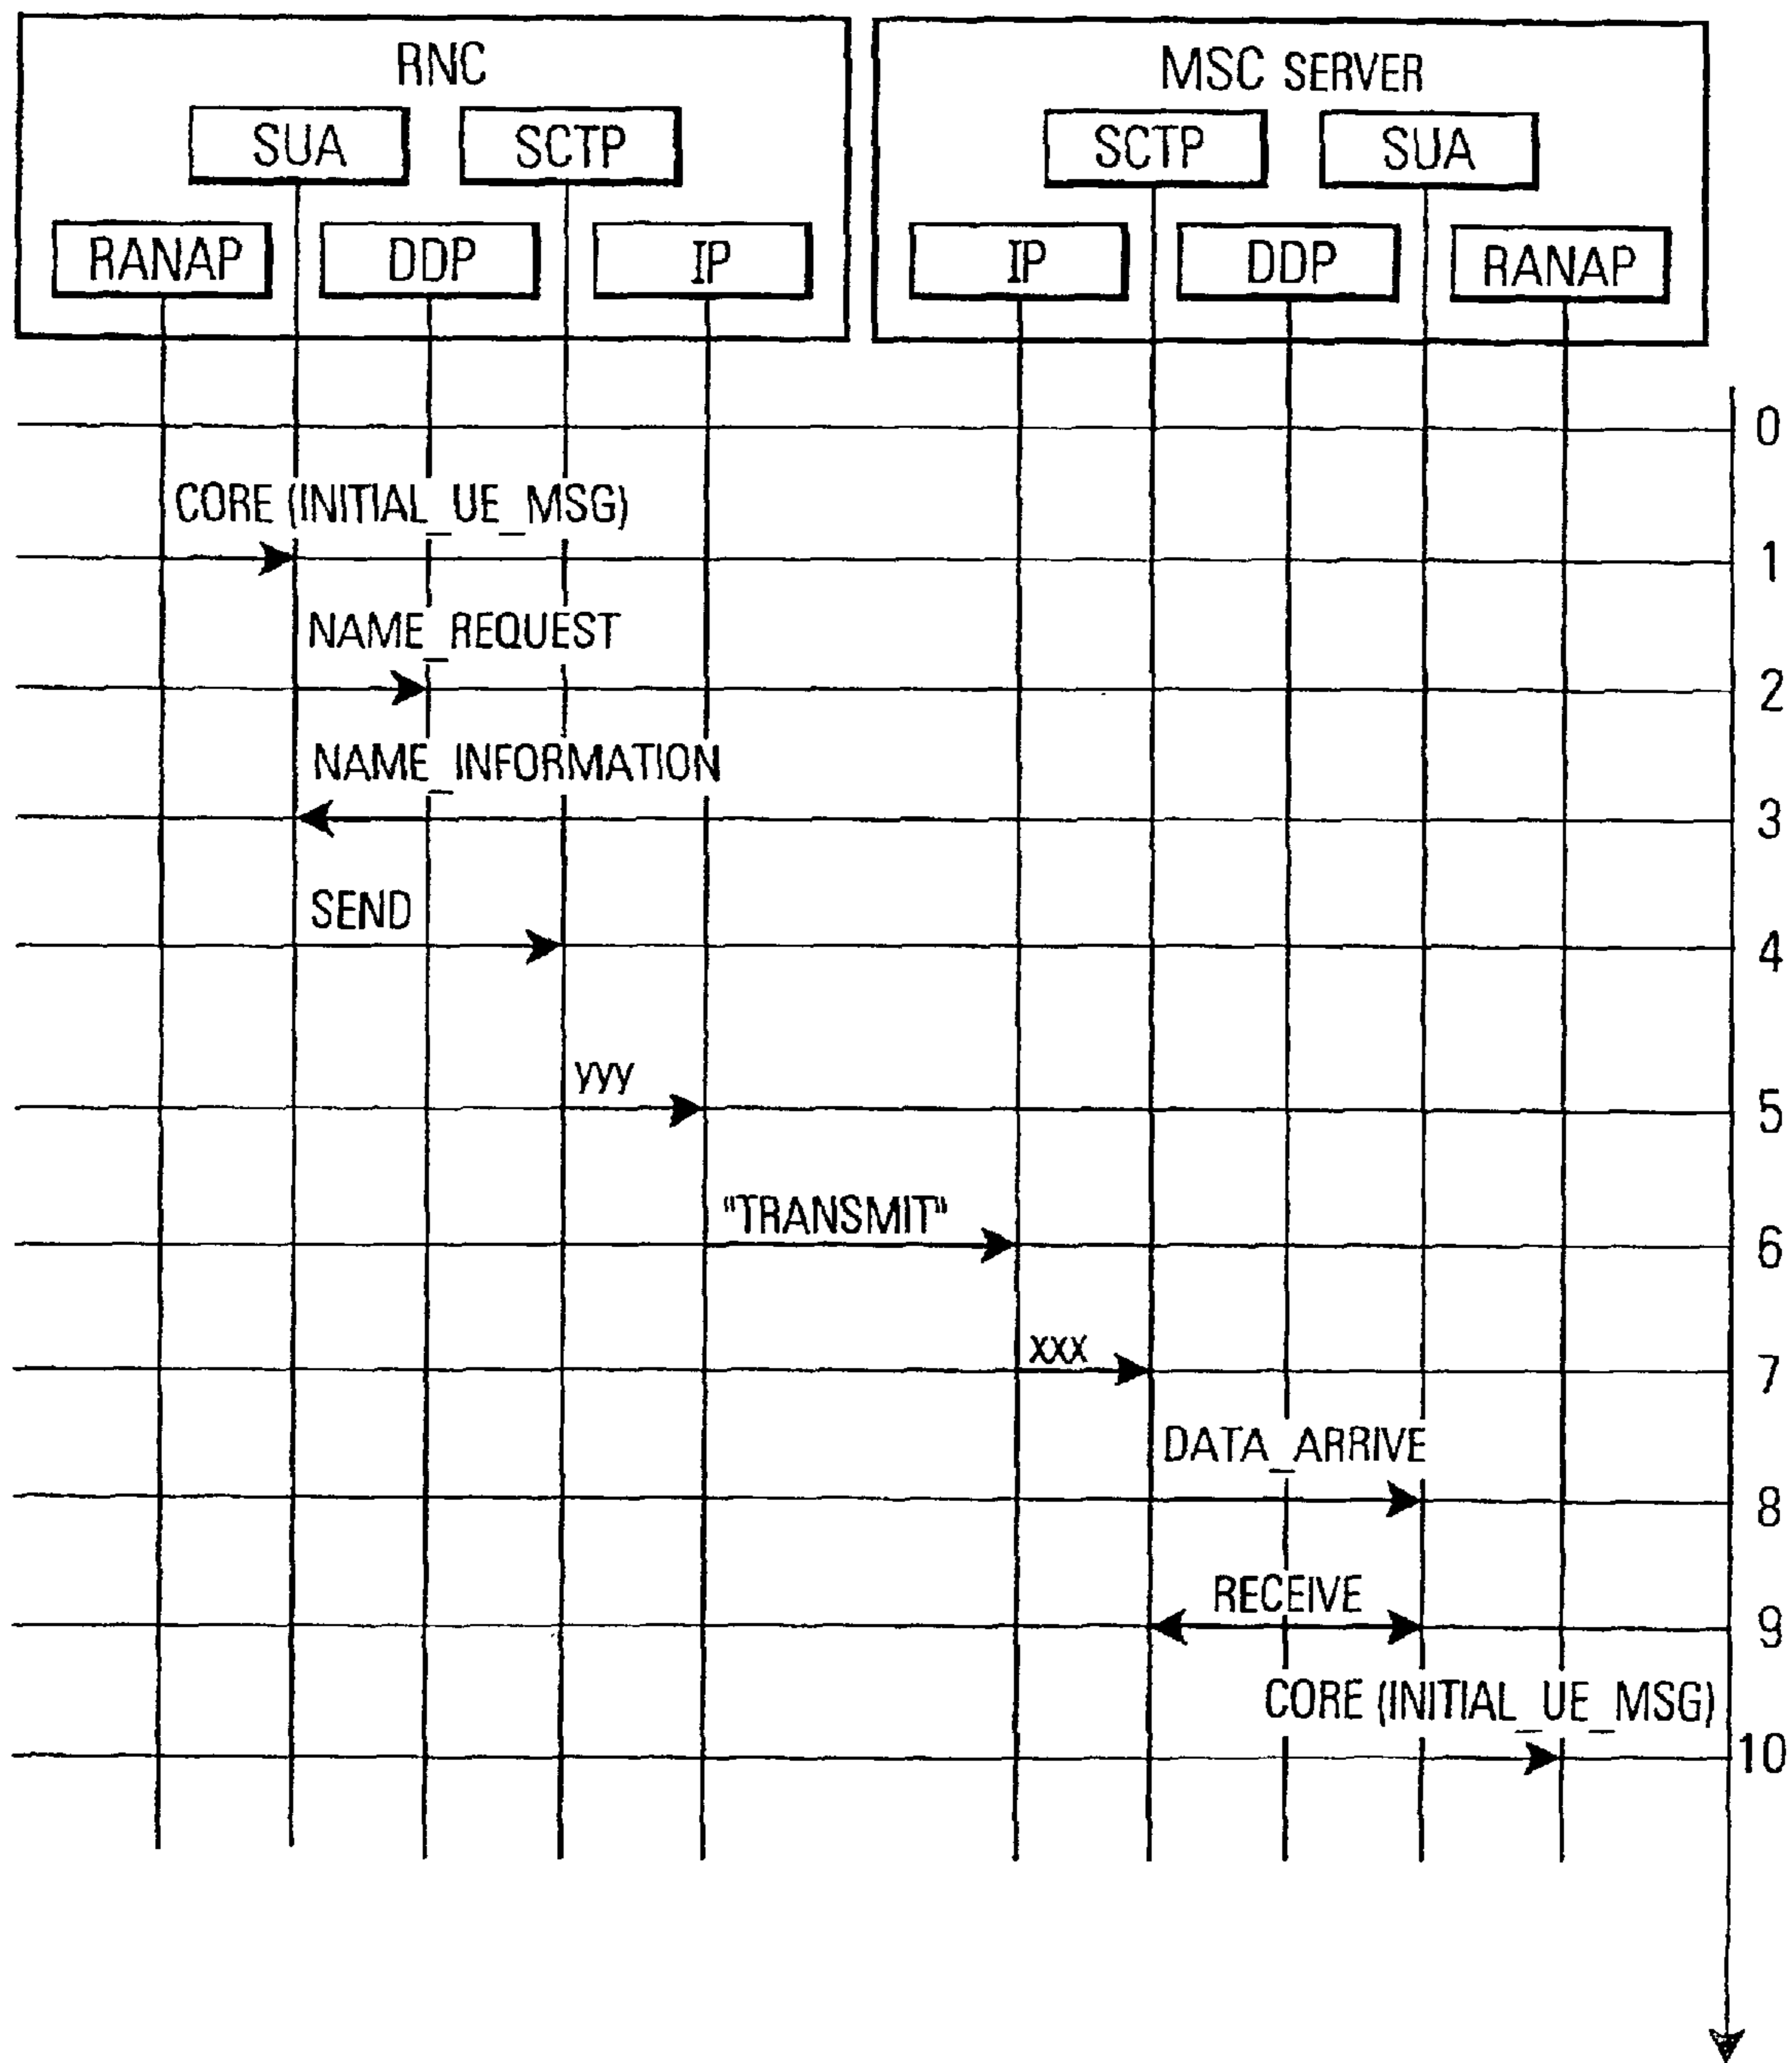 RNC
MSC SERVER
SUA
SCTP
SCTP
SUA
RANAP
DDP
IP
IP
DDP
RANAP
0
CORE (INITIAL_UE_MSG)
1
NAME_REQUEST
2
NAME_INFORMATION
3
SEND
4
yyy
5
"TRANSMIT"
6
xxx
7
DATA_ARRIVE
8
RECEIVE
9
CORE (INITIAL_UE_MSG)
10